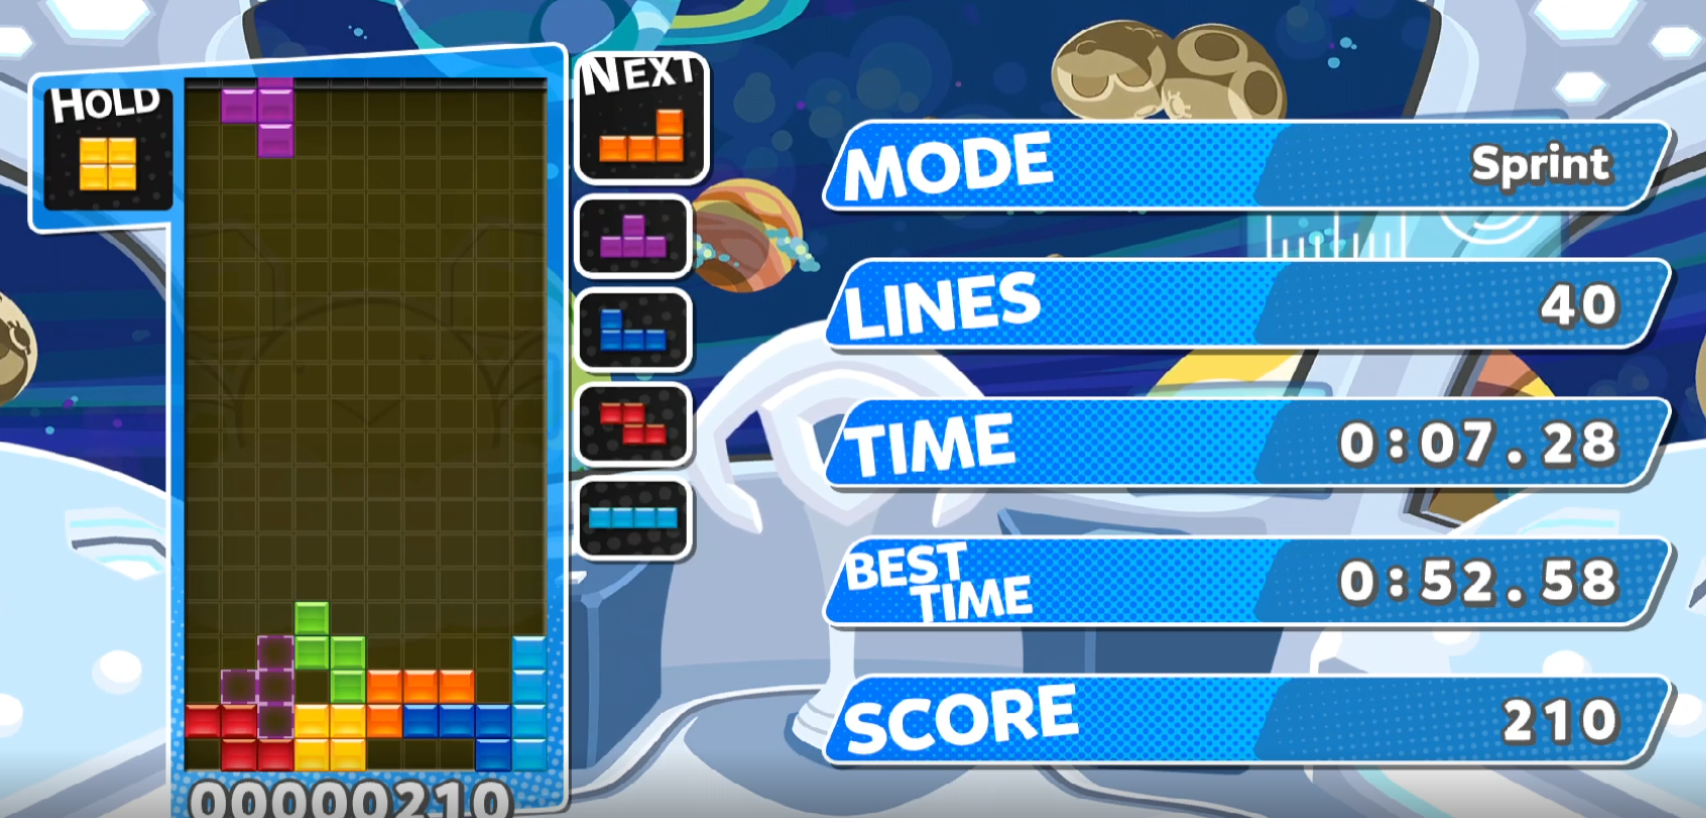 HOLD
NEXT
MODE
Sprint
LINES
40
TIME
0:07.28
BEST
TIME
0:52.58
SCORE
210
00000210